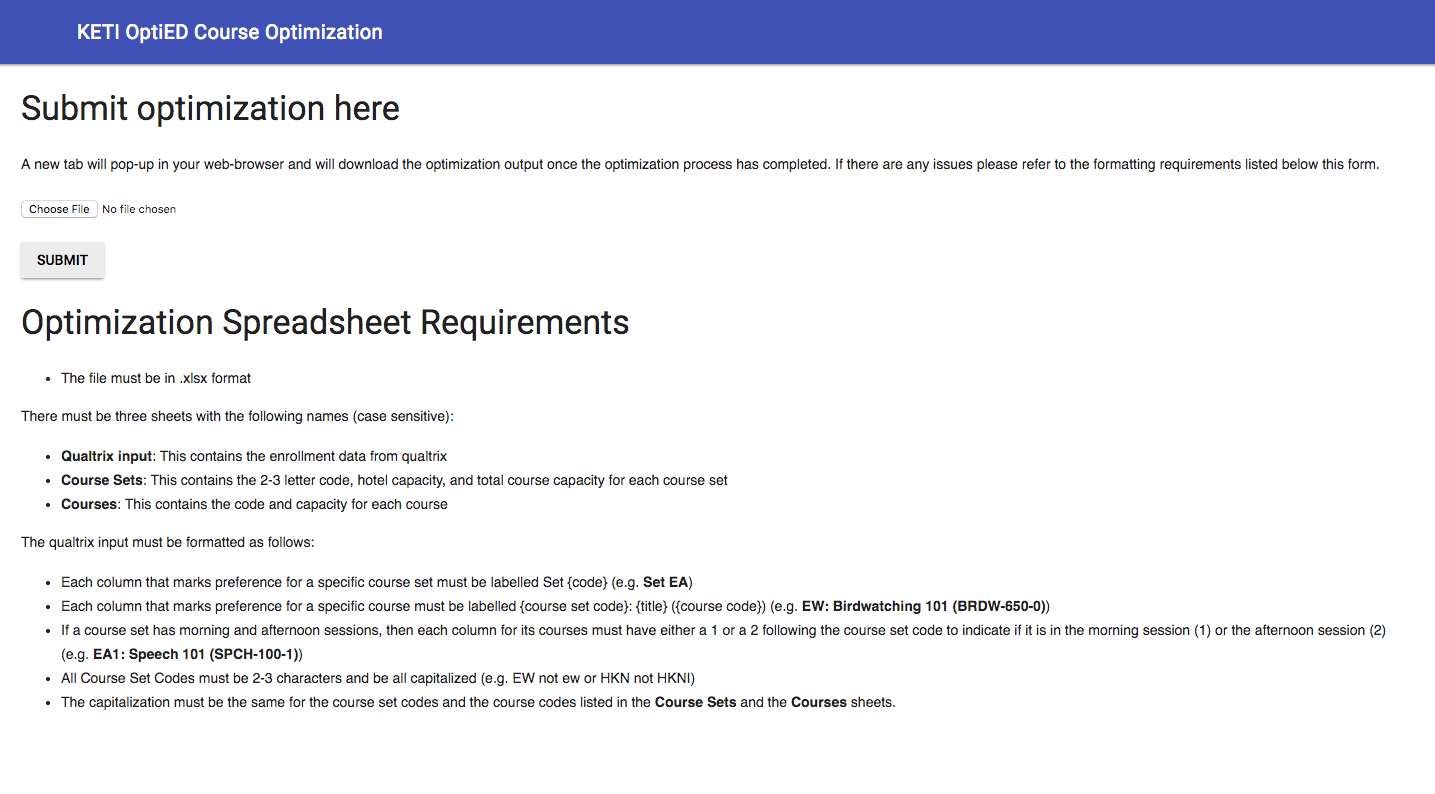 KETI OptiED Course Optimization
Submit optimization here
A new tab will pop-up in your web-browser and will download the optimization output once the optimization process has completed. If there are any issues please refer to the formatting requirements listed below this form.
Choose File No file chosen
SUBMIT
Optimization Spreadsheet Requirements
• The file must be in .xlsx format
There must be three sheets with the following names (case sensitive):
• Qualtrix input: This contains the enrollment data from qualtrix
• Course Sets: This contains the 2-3 letter code, hotel capacity, and total course capacity for each course set
• Courses: This contains the code and capacity for each course
The qualtrix input must be formatted as follows:
• Each column that marks preference for a specific course set must be labelled Set {code} (e.g. Set EA)
• Each column that marks preference for a specific course must be labelled {course set code}: {title} ({course code}) (e.g. EW: Birdwatching 101 (BRDW-650-0))
• If a course set has morning and afternoon sessions, then each column for its courses must have either a 1 or a 2 following the course set code to indicate if it is in the morning session (1) or the afternoon session (2)
(e.g. EA1: Speech 101 (SPCH-100-1))
• All Course Set Codes must be 2-3 characters and be all capitalized (e.g. EW not ew or HKN not HKNI)
• The capitalization must be the same for the course set codes and the course codes listed in the Course Sets and the Courses sheets.